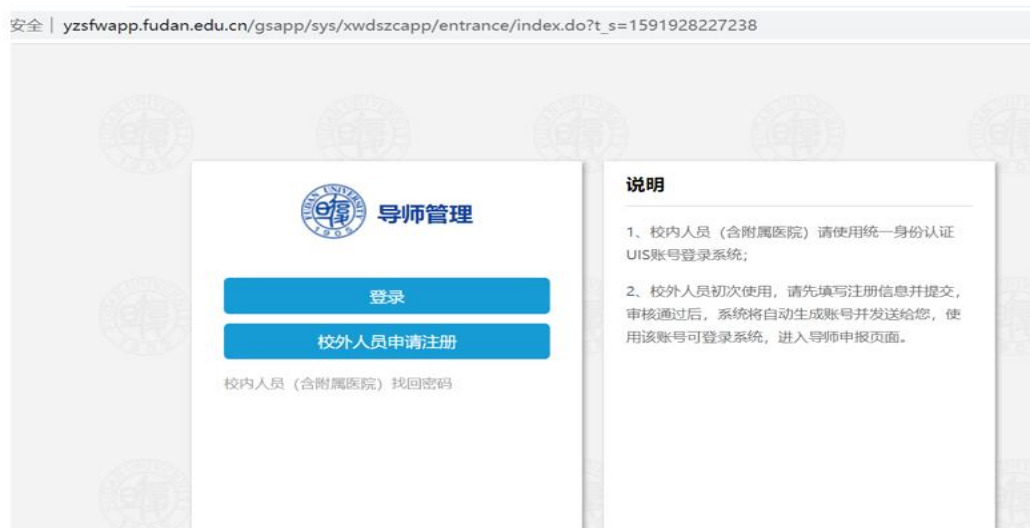 安全 | yzsfwapp.fudan.edu.cn/gsapp/sys/xwdszcapp/entrance/index.do?t_s=1591928227238
导师管理
登录
校外人员申请注册
校内人员（含附属医院）找回密码
说明
1、校内人员（含附属医院）请使用统一身份认证
UIS账号登录系统;
2、校外人员初次使用，请先填写注册信息并提交，
审核通过后，系统将自动生成账号并发送给您，使
用该账号可登录系统，进入导师申报页面。